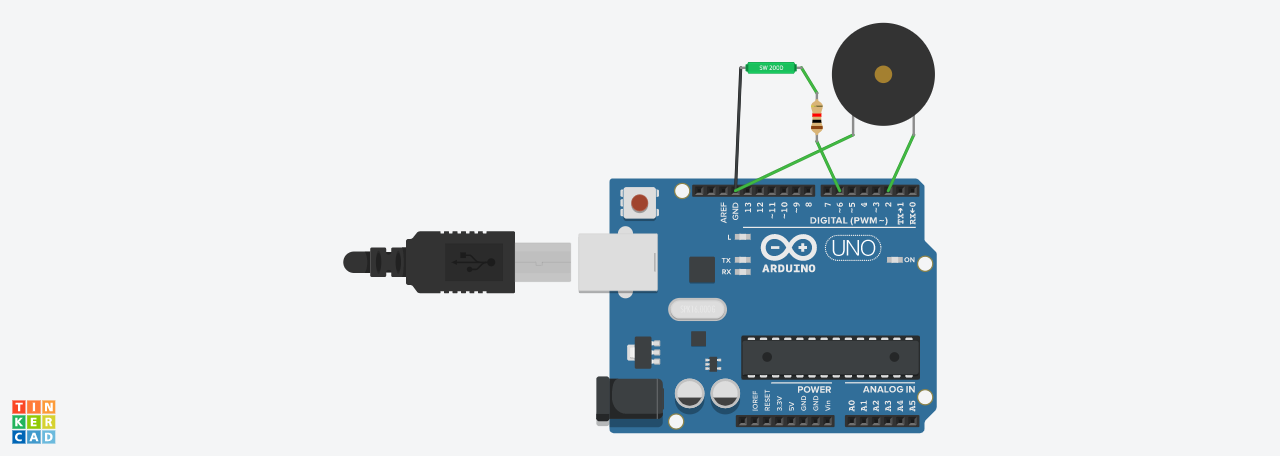 5W 200Ω
AREF
GND
13
12
~11
~10
~9
8
7
~6
~5
4
~3
2
TX→1
RX←0
DIGITAL (PWM~)
L
TX
RX
ARDUINO
UNO
ON
POWER
ANALOG IN
IOREF
RESET
3.3V
5V
GND
GND
Vin
A0
A1
A2
A3
A4
A5
TIN
KER
CAD